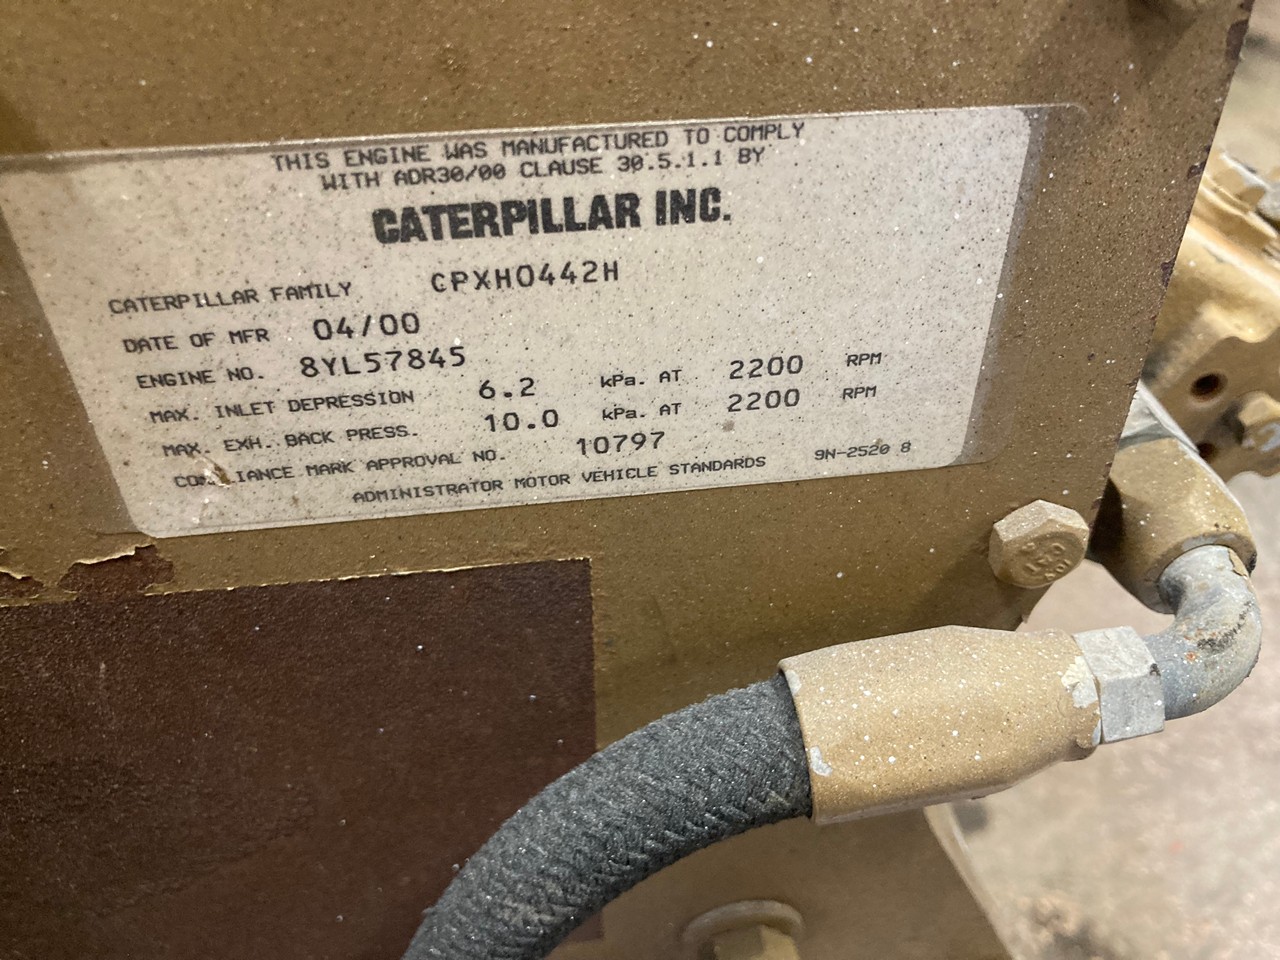 THIS ENGINE WAS MANUFACTURED TO COMPLY
WITH ADR30/00 CLAUSE 30.5.1.1 BY
CATERPILLAR INC.
CATERPILLAR FAMILY CPXH0442H
DATE OF MFR 04/00
ENGINE NO. 8YL57845
MAX. INLET DEPRESSION 6.2 kPa. AT 2200 RPM
MAX. EXH. BACK PRESS. 10.0 kPa. AT 2200 RPM
COMPLIANCE MARK APPROVAL NO. 10797
ADMINISTRATOR MOTOR VEHICLE STANDARDS 9N-2520 8